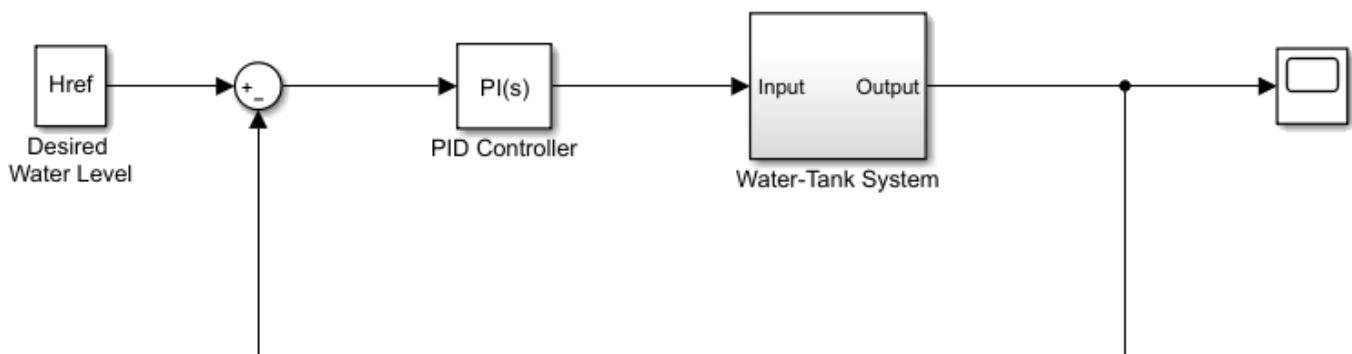 Href
+
−
PI(s)
Input
Output
Desired
Water Level
PID Controller
Water-Tank System